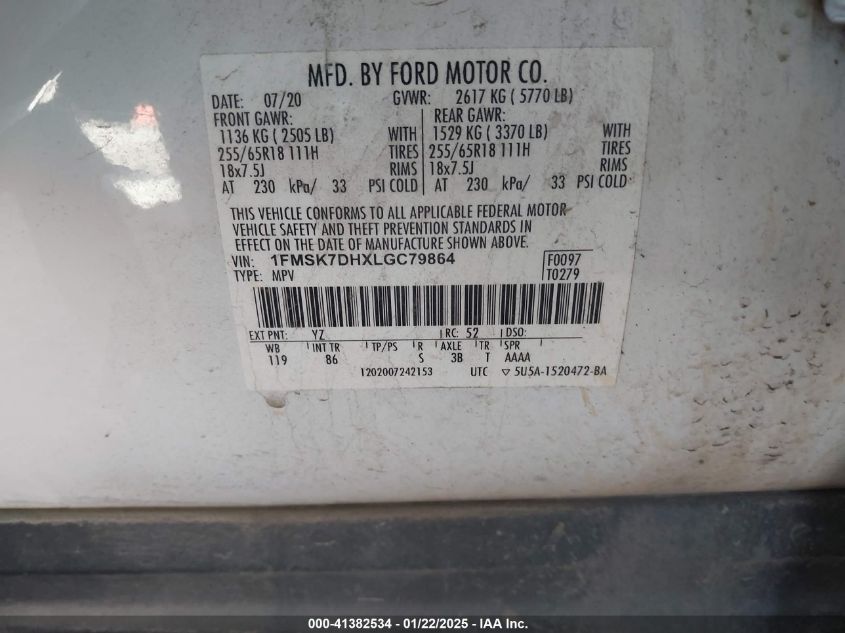 MFD. BY FORD MOTOR CO.
DATE: 07/20 GVWR: 2617 KG ( 5770 LB)
FRONT GAWR: REAR GAWR:
1136 KG ( 2505 LB) WITH 1529 KG ( 3370 LB) WITH
255/65R18 111H TIRES 255/65R18 111H TIRES
18x7.5J RIMS 18x7.5J RIMS
AT 230 kPa/ 33 PSI COLD AT 230 kPa/ 33 PSI COLD
THIS VEHICLE CONFORMS TO ALL APPLICABLE FEDERAL MOTOR
VEHICLE SAFETY AND THEFT PREVENTION STANDARDS IN
EFFECT ON THE DATE OF MANUFACTURE SHOWN ABOVE.
VIN: 1FMSK7DHXLGC79864 F0097
TYPE: MPV T0279
EXT PNT: YZ RC: 52 DSO:
WB INT TR TP/PS R AXLE TR SPR
119 86 S 3B T AAAA
1202007242153 UTC ▽ 5U5A-1520472-BA
000-41382534 - 01/22/2025 - IAA Inc.